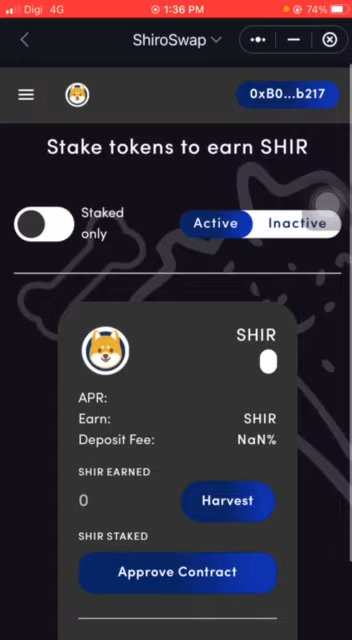 Digi 4G 1:36 PM 74%
ShiroSwap
0xB0...b217
Stake tokens to earn SHIR
Staked
only
Active Inactive
SHIR
APR:
Earn: SHIR
Deposit Fee: NaN%
SHIR EARNED
0 Harvest
SHIR STAKED
Approve Contract